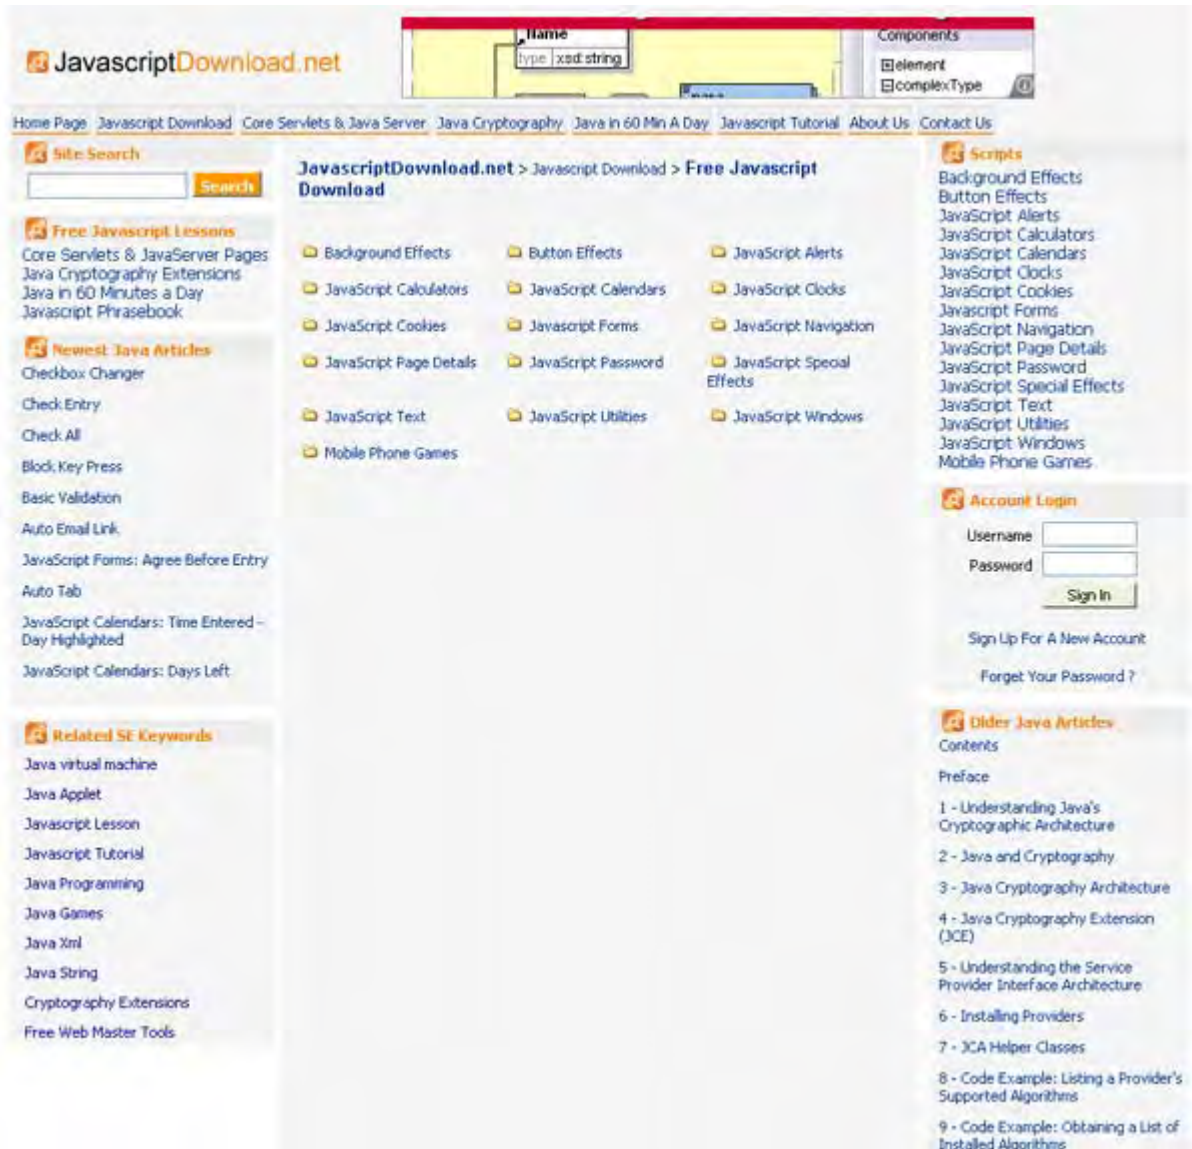 JavascriptDownload.net
Name
type xsd:string
Components
element
complexType
Home Page Javascript Download Core Servlets & Java Server Java Cryptography Java in 60 Min A Day Javascript Tutorial About Us Contact Us
Site Search
Search
Free Javascript Lessons
Core Servlets & JavaServer Pages
Java Cryptography Extensions
Java in 60 Minutes a Day
Javascript Phrasebook
Newest Java Articles
Checkbox Changer
Check Entry
Check All
Block Key Press
Basic Validation
Auto Email Link
JavaScript Forms: Agree Before Entry
Auto Tab
JavaScript Calendars: Time Entered -
Day Highlighted
JavaScript Calendars: Days Left
Related SE Keywords
Java virtual machine
Java Applet
Javascript Lesson
Javascript Tutorial
Java Programming
Java Games
Java Xml
Java String
Cryptography Extensions
Free Web Master Tools
JavascriptDownload.net > Javascript Download > Free Javascript
Download
Background Effects Button Effects JavaScript Alerts
JavaScript Calculators JavaScript Calendars JavaScript Clocks
JavaScript Cookies Javascript Forms JavaScript Navigation
JavaScript Page Details JavaScript Password JavaScript Special
Effects
JavaScript Text JavaScript Utilities JavaScript Windows
Mobile Phone Games
Scripts
Background Effects
Button Effects
JavaScript Alerts
JavaScript Calculators
JavaScript Calendars
JavaScript Clocks
JavaScript Cookies
Javascript Forms
JavaScript Navigation
JavaScript Page Details
JavaScript Password
JavaScript Special Effects
JavaScript Text
JavaScript Utilities
JavaScript Windows
Mobile Phone Games
Account Login
Username
Password
Sign In
Sign Up For A New Account
Forget Your Password ?
Older Java Articles
Contents
Preface
1 - Understanding Java's
Cryptographic Architecture
2 - Java and Cryptography
3 - Java Cryptography Architecture
4 - Java Cryptography Extension
(JCE)
5 - Understanding the Service
Provider Interface Architecture
6 - Installing Providers
7 - JCA Helper Classes
8 - Code Example: Listing a Provider's
Supported Algorithms
9 - Code Example: Obtaining a List of
Installed Algorithms